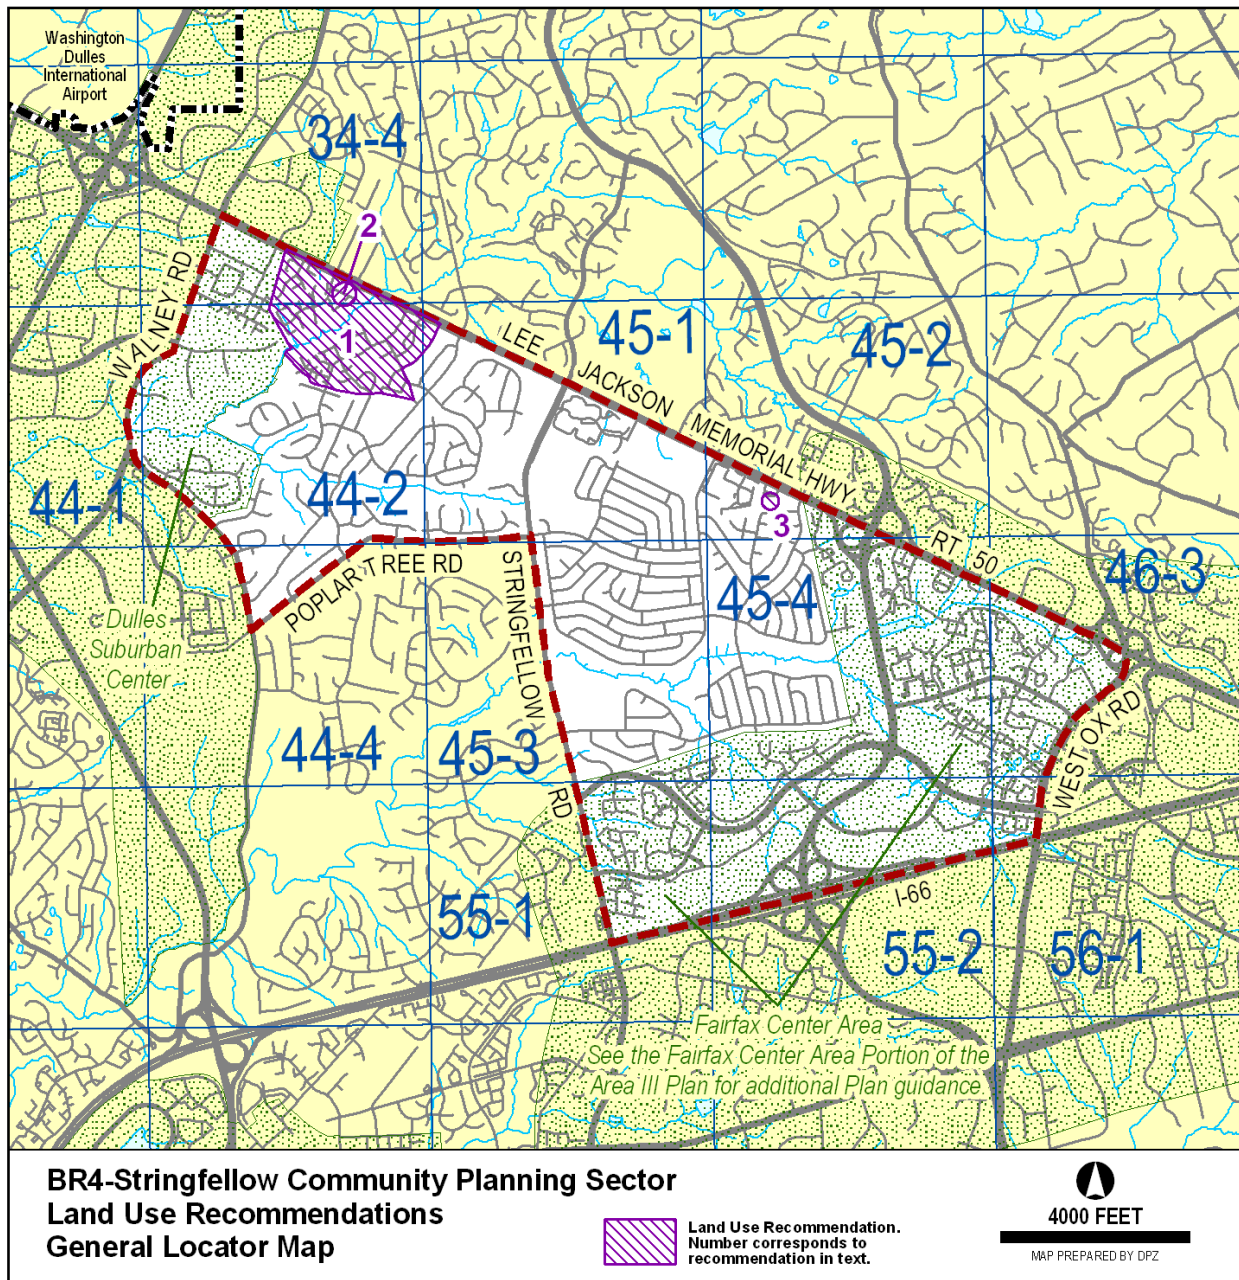 Washington
Dulles
International
Airport
34-4
2
WALNEY RD
1
LEE JACKSON MEMORIAL HWY
45-1
45-2
44-1
44-2
3
RT 50
46-3
45-4
POPLAR TREE RD
STRINGFELLOW RD
Dulles
Suburban
Center
44-4
45-3
WEST OX RD
55-1
I-66
55-2
56-1
Fairfax Center Area
See the Fairfax Center Area Portion of the
Area III Plan for additional Plan guidance
BR4-Stringfellow Community Planning Sector
Land Use Recommendations
General Locator Map
Land Use Recommendation.
Number corresponds to
recommendation in text.
4000 FEET
MAP PREPARED BY DPZ